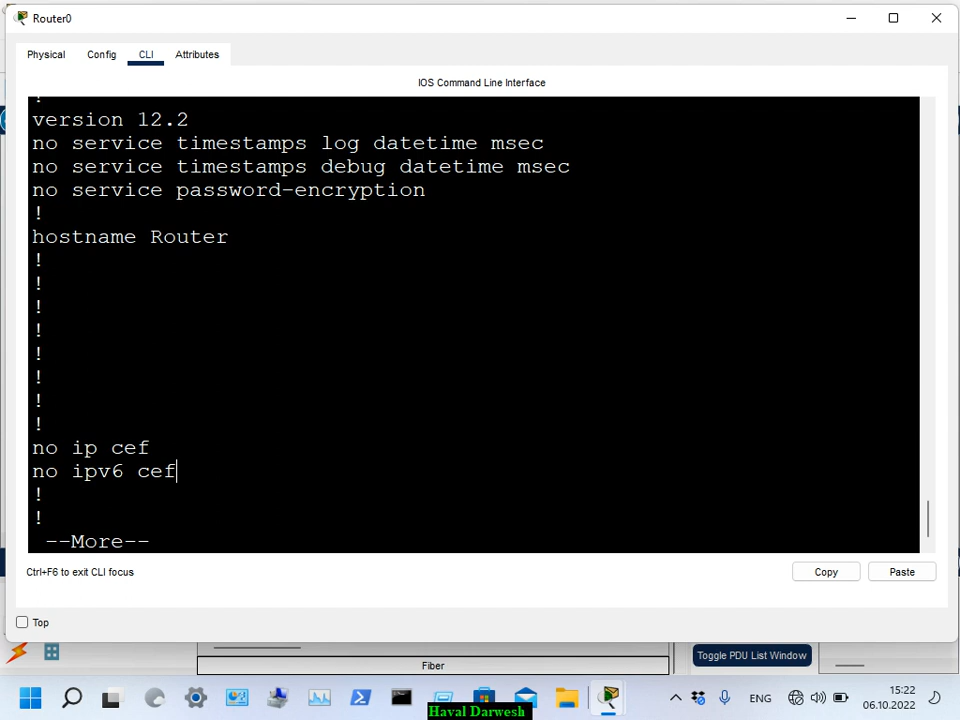 Router0
Physical Config CLI Attributes
IOS Command Line Interface
!
version 12.2
no service timestamps log datetime msec
no service timestamps debug datetime msec
no service password-encryption
!
hostname Router
!
!
!
!
!
!
!
!
no ip cef
no ipv6 cef
!
!
--More--
Ctrl+F6 to exit CLI focus
Copy Paste
Top
Toggle PDU List Window
Fiber
ENG
15:22
06.10.2022
Haval Darwesh